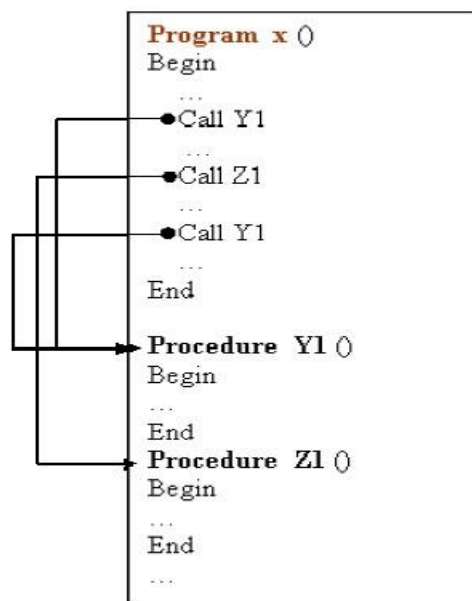 Program x ()
Begin
...
Call Y1
...
Call Z1
...
Call Y1
...
End
Procedure Y1 ()
Begin
...
End
Procedure Z1 ()
Begin
...
End
...